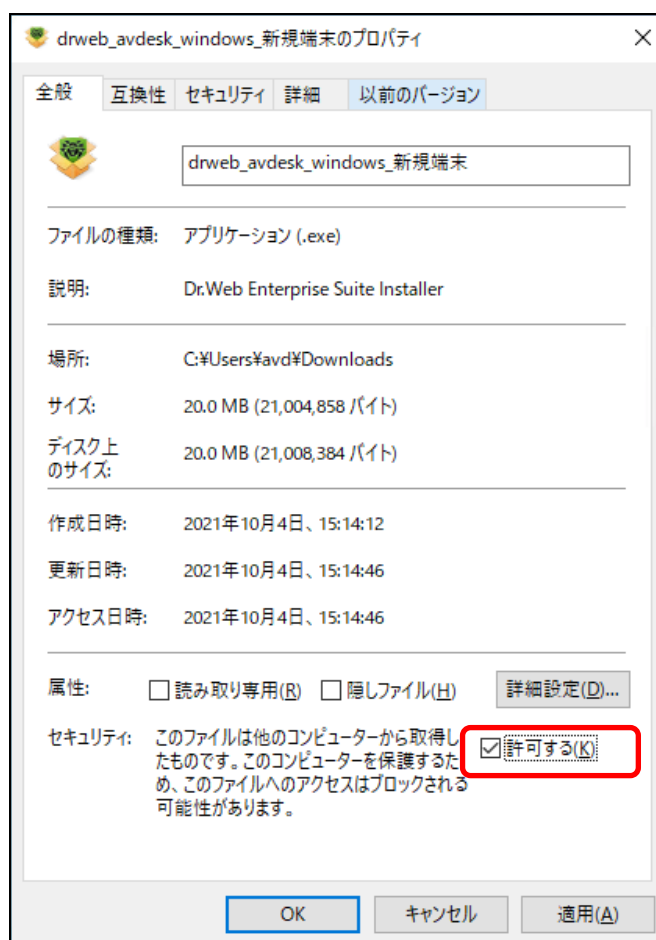 drweb_avdesk_windows_新規端末のプロパティ
全般 互換性 セキュリティ 詳細 以前のバージョン
drweb_avdesk_windows_新規端末
ファイルの種類: アプリケーション (.exe)
説明: Dr.Web Enterprise Suite Installer
場所: C:¥Users¥avd¥Downloads
サイズ: 20.0 MB (21,004,858 バイト)
ディスク上
のサイズ: 20.0 MB (21,008,384 バイト)
作成日時: 2021年10月4日、15:14:12
更新日時: 2021年10月4日、15:14:46
アクセス日時: 2021年10月4日、15:14:46
属性: 読み取り専用(R) 隠しファイル(H) 詳細設定(D)...
セキュリティ: このファイルは他のコンピューターから取得し 許可する(K)
たものです。このコンピューターを保護するた
め、このファイルへのアクセスはブロックされる
可能性があります。
OK キャンセル 適用(A)